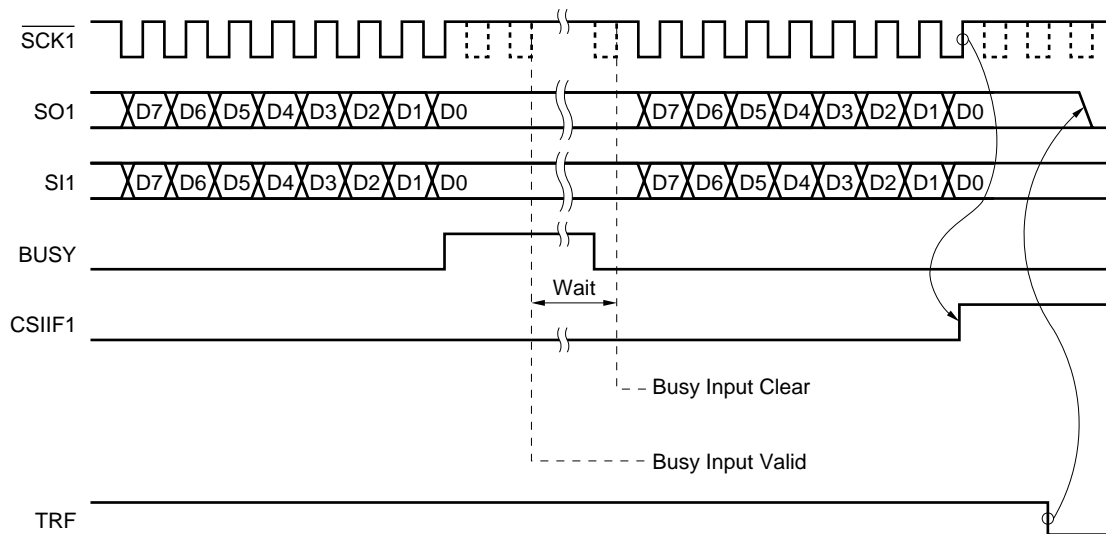 SCK1
SO1 D7 D6 D5 D4 D3 D2 D1 D0 D7 D6 D5 D4 D3 D2 D1 D0
SI1 D7 D6 D5 D4 D3 D2 D1 D0 D7 D6 D5 D4 D3 D2 D1 D0
BUSY
Wait
CSIIF1
Busy Input Clear
Busy Input Valid
TRF